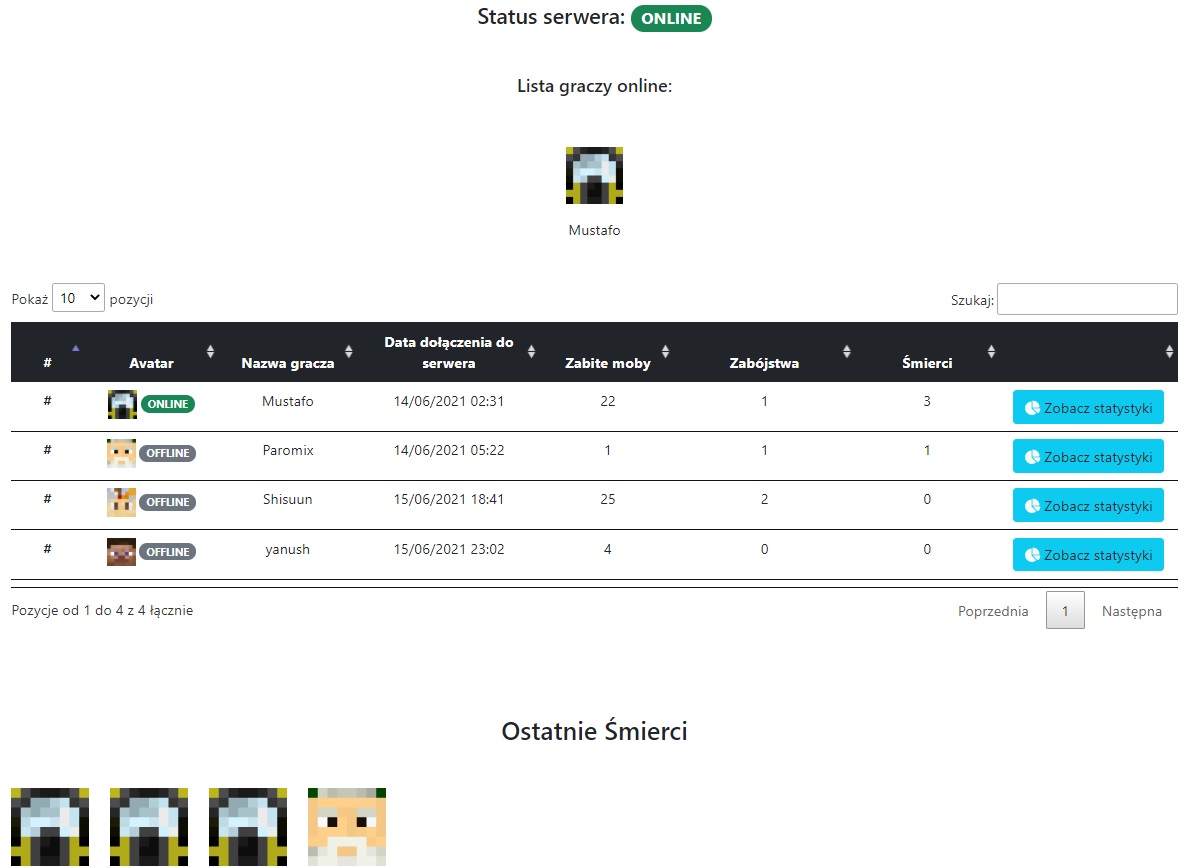 Status serwera: ONLINE
Lista graczy online:
Mustafo
Pokaż 10 pozycji
Szukaj:
# Avatar Nazwa gracza Data dołączenia do serwera Zabite moby Zabójstwa Śmierci
# ONLINE Mustafo 14/06/2021 02:31 22 1 3 Zobacz statystyki
# OFFLINE Paromix 14/06/2021 05:22 1 1 1 Zobacz statystyki
# OFFLINE Shisuun 15/06/2021 18:41 25 2 0 Zobacz statystyki
# OFFLINE yanush 15/06/2021 23:02 4 0 0 Zobacz statystyki
Pozycje od 1 do 4 z 4 łącznie
Poprzednia 1 Następna
Ostatnie Śmierci